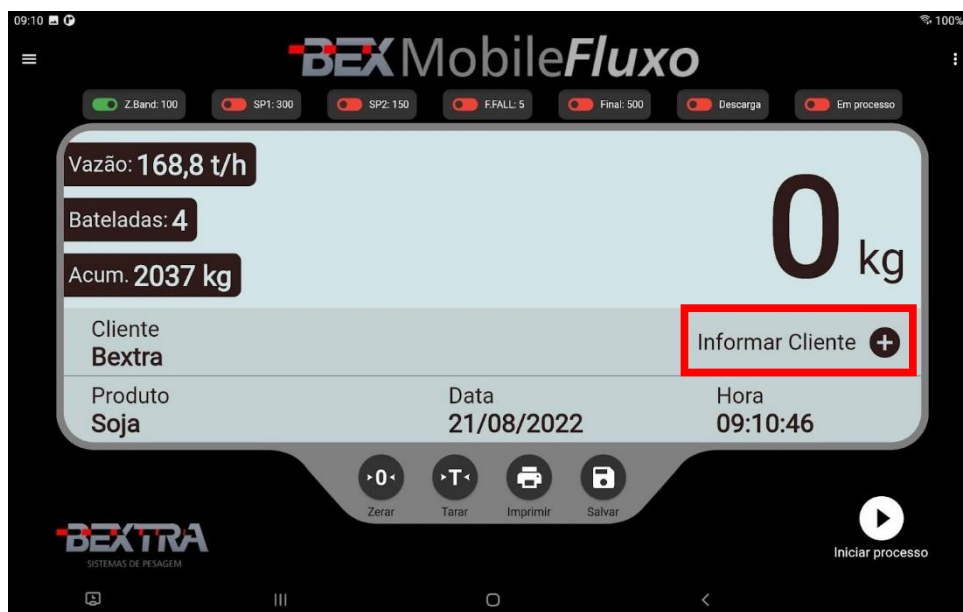 09:10 100%
BEX MobileFluxo
Z.Band: 100 SP1: 300 SP2: 150 F.FALL: 5 Final: 500 Descarga Em processo
Vazão: 168,8 t/h
Bateladas: 4
0 kg
Acum. 2037 kg
Cliente
Bextra
Informar Cliente
Produto Data Hora
Soja 21/08/2022 09:10:46
0 T
Zerar Tarar Imprimir Salvar
BEXTRA
SISTEMAS DE PESAGEM
Iniciar processo